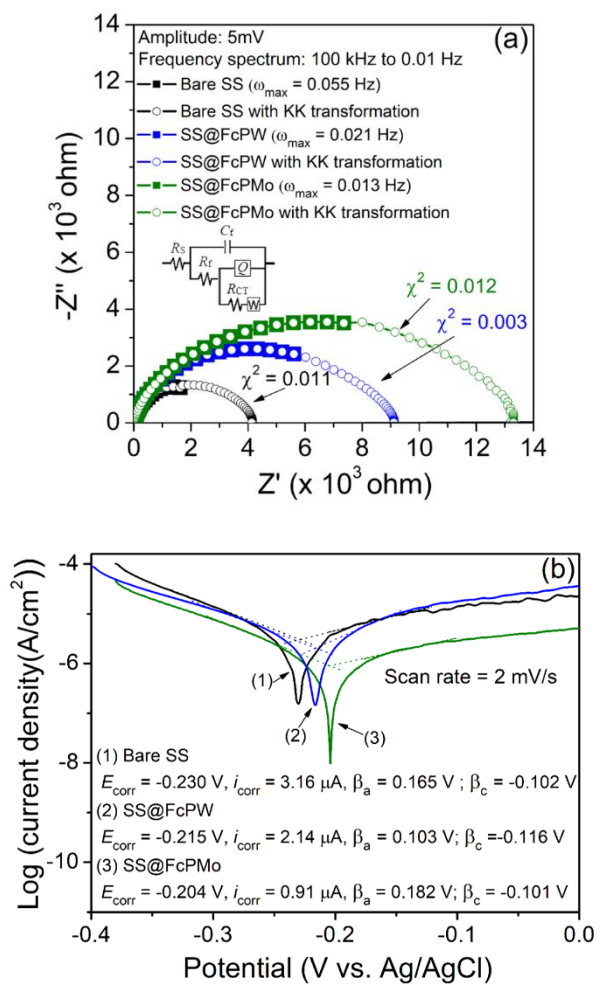 (a)
Amplitude: 5mV
Frequency spectrum: 100 kHz to 0.01 Hz
Bare SS (ωmax = 0.055 Hz)
Bare SS with KK transformation
SS@FcPW (ωmax = 0.021 Hz)
SS@FcPW with KK transformation
SS@FcPMo (ωmax = 0.013 Hz)
SS@FcPMo with KK transformation
Cf
RS
Rf
Q
RCT
W
χ² = 0.012
χ² = 0.003
χ² = 0.011
14
12
10
8
6
4
2
0
-Z" (x 10³ ohm)
0 2 4 6 8 10 12 14
Z' (x 10³ ohm)
(b)
(1)
(2)
(3)
Scan rate = 2 mV/s
(1) Bare SS
Ecorr = -0.230 V, icorr = 3.16 μA, βa = 0.165 V ; βc = -0.102 V
(2) SS@FcPW
Ecorr = -0.215 V, icorr = 2.14 μA, βa = 0.103 V; βc =-0.116 V
(3) SS@FcPMo
Ecorr = -0.204 V, icorr = 0.91 μA, βa = 0.182 V; βc = -0.101 V
-4
-6
-8
-10
Log (current density(A/cm²))
-0.4 -0.3 -0.2 -0.1 0.0
Potential (V vs. Ag/AgCl)